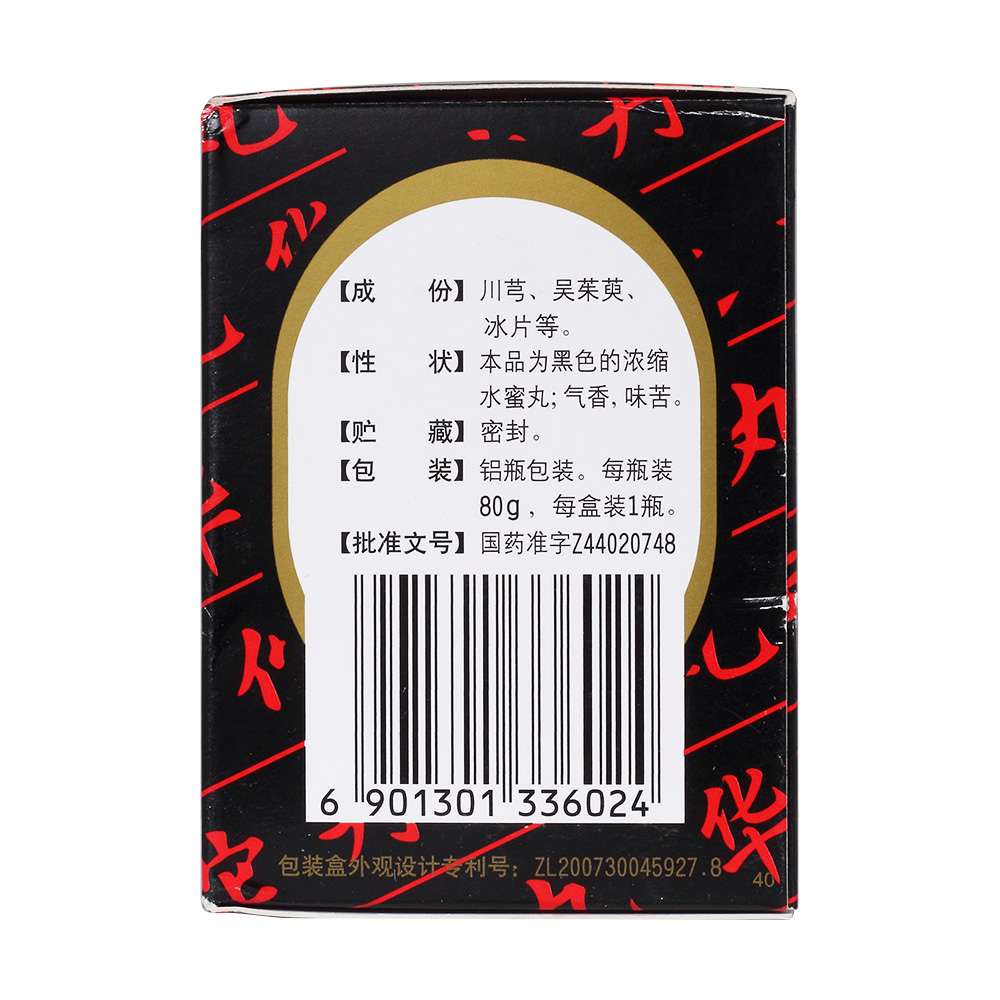 【成 份】川芎、吴茱萸、
冰片等。
【性 状】本品为黑色的浓缩
水蜜丸;气香,味苦。
【贮 藏】密封。
【包 装】铝瓶包装。每瓶装
80g，每盒装1瓶。
【批准文号】国药准字Z44020748
6 901301 336024
包装盒外观设计专利号：ZL200730045927.8
40
华